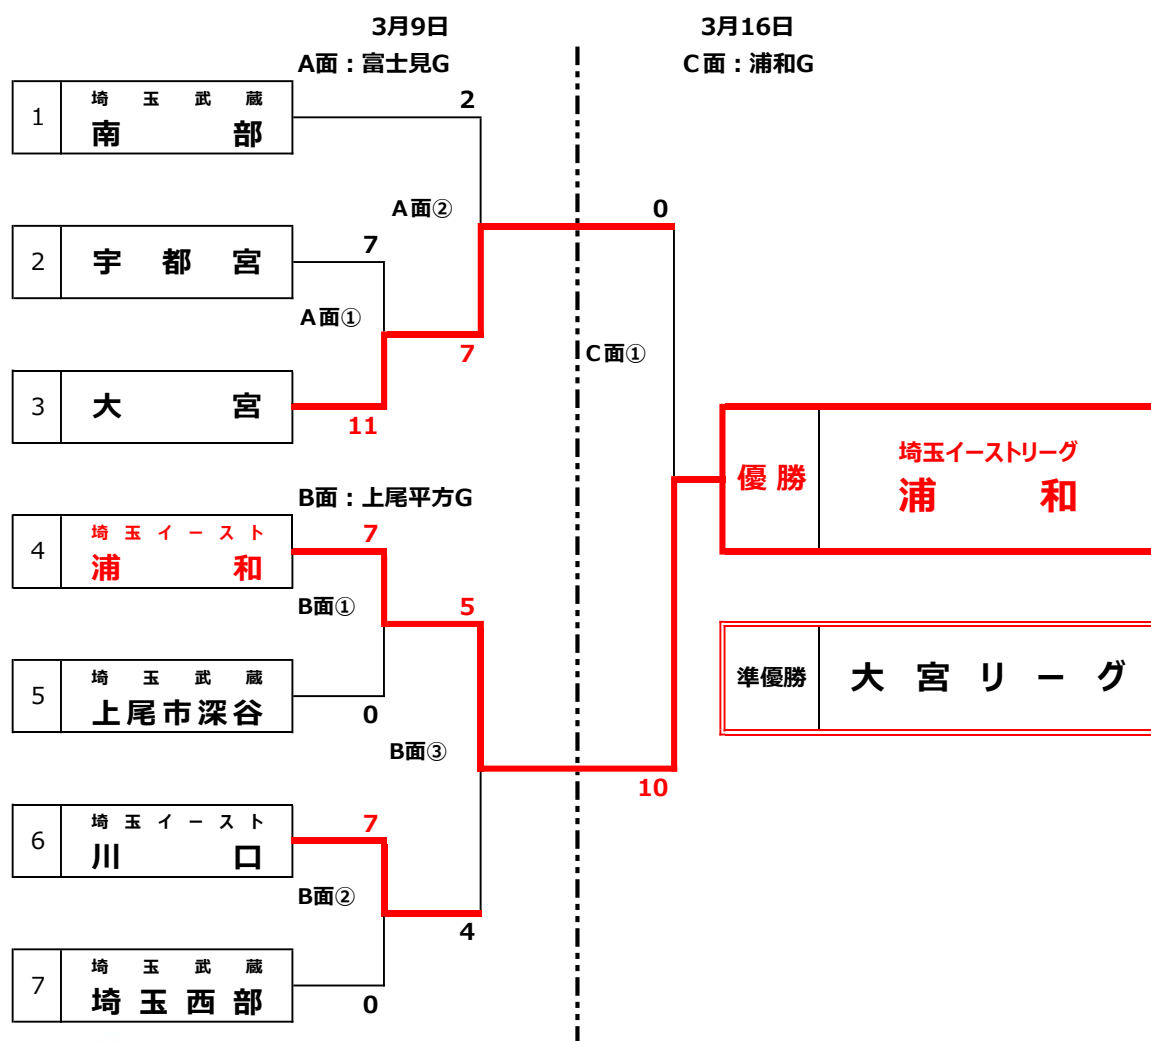 3月9日
3月16日
A面：富士見G
C面：浦和G
2
1
埼玉武蔵
南部
A面②
0
7
2
宇都宮
A面①
7
C面①
3
大宮
11
優勝
埼玉イーストリーグ
浦和
B面：上尾平方G
7
4
埼玉イースト
浦和
B面①
5
準優勝
大宮リーグ
5
埼玉武蔵
上尾市深谷
0
B面③
10
7
6
埼玉イースト
川口
B面②
4
7
埼玉武蔵
埼玉西部
0